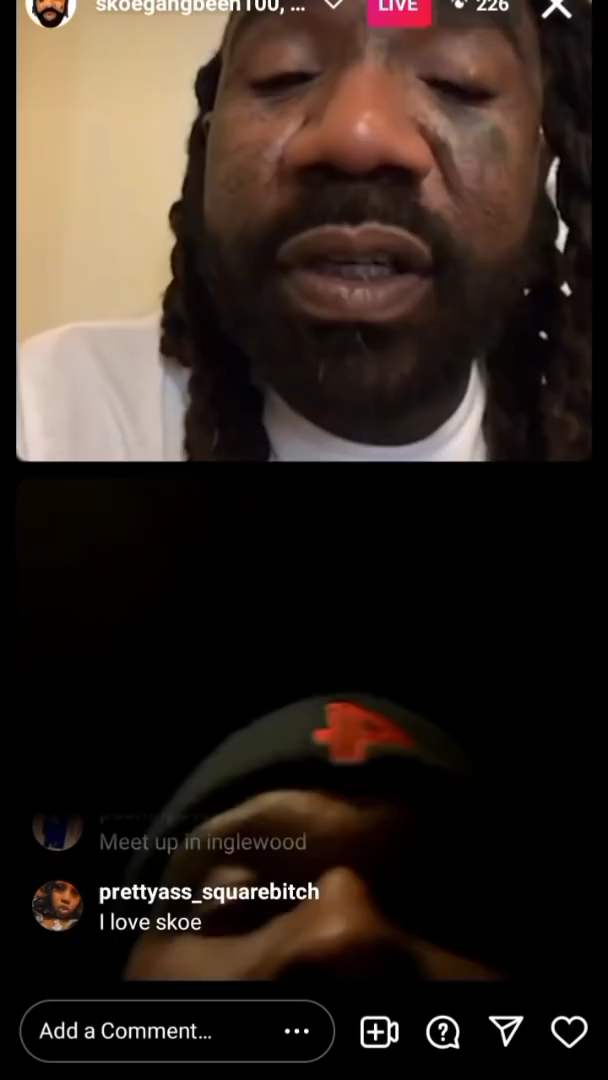 skoegangbeen100, ...
LIVE
226
Meet up in inglewood
prettyass_squarebitch
I love skoe
Add a Comment...